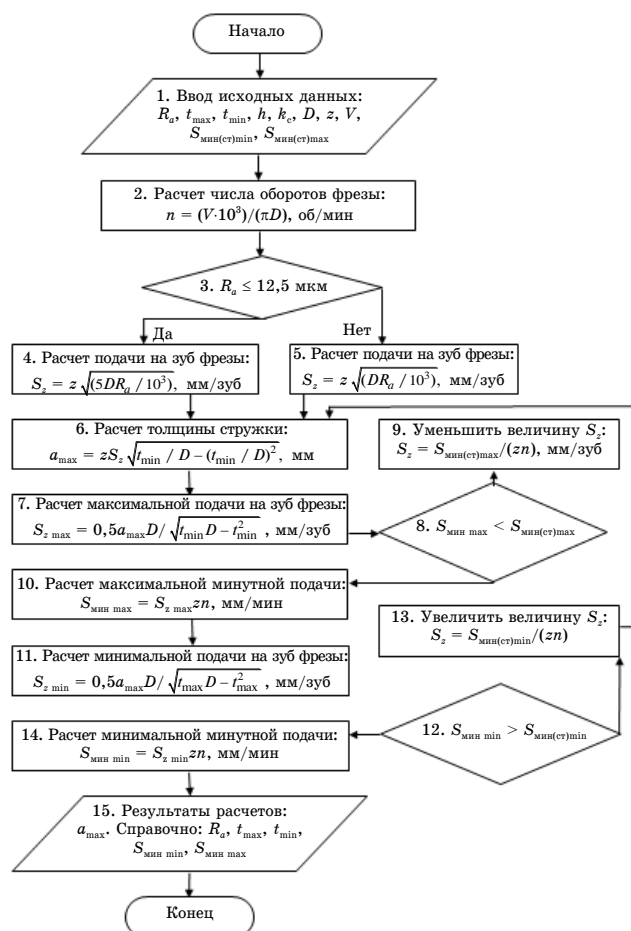 Начало
1. Ввод исходных данных:
Rₐ, t_max, t_min, h, k_с, D, z, V,
S_мин(ст)min, S_мин(ст)max
2. Расчет числа оборотов фрезы:
n = (V·10³)/(πD), об/мин
3. Rₐ ≤ 12,5 мкм
Да
Нет
4. Расчет подачи на зуб фрезы:
S_z = z√(5DRₐ / 10³), мм/зуб
5. Расчет подачи на зуб фрезы:
S_z = z√(DRₐ / 10³), мм/зуб
6. Расчет толщины стружки:
a_max = zS_z√(t_min / D – (t_min / D)²), мм
9. Уменьшить величину S_z:
S_z = S_мин(ст)max/(zn), мм/зуб
7. Расчет максимальной подачи на зуб фрезы:
S_z max = 0,5a_maxD/√(t_minD – t²_min), мм/зуб
8. S_мин max < S_мин(ст)max
10. Расчет максимальной минутной подачи:
S_мин max = S_z maxzn, мм/мин
13. Увеличить величину S_z:
S_z = S_мин(ст)min/(zn)
11. Расчет минимальной подачи на зуб фрезы:
S_z min = 0,5a_maxD/√(t_maxD – t²_max), мм/зуб
14. Расчет минимальной минутной подачи:
S_мин min = S_z minzn, мм/мин
12. S_мин min > S_мин(ст)min
15. Результаты расчетов:
a_max. Справочно: Rₐ, t_max, t_min,
S_мин min, S_мин max
Конец